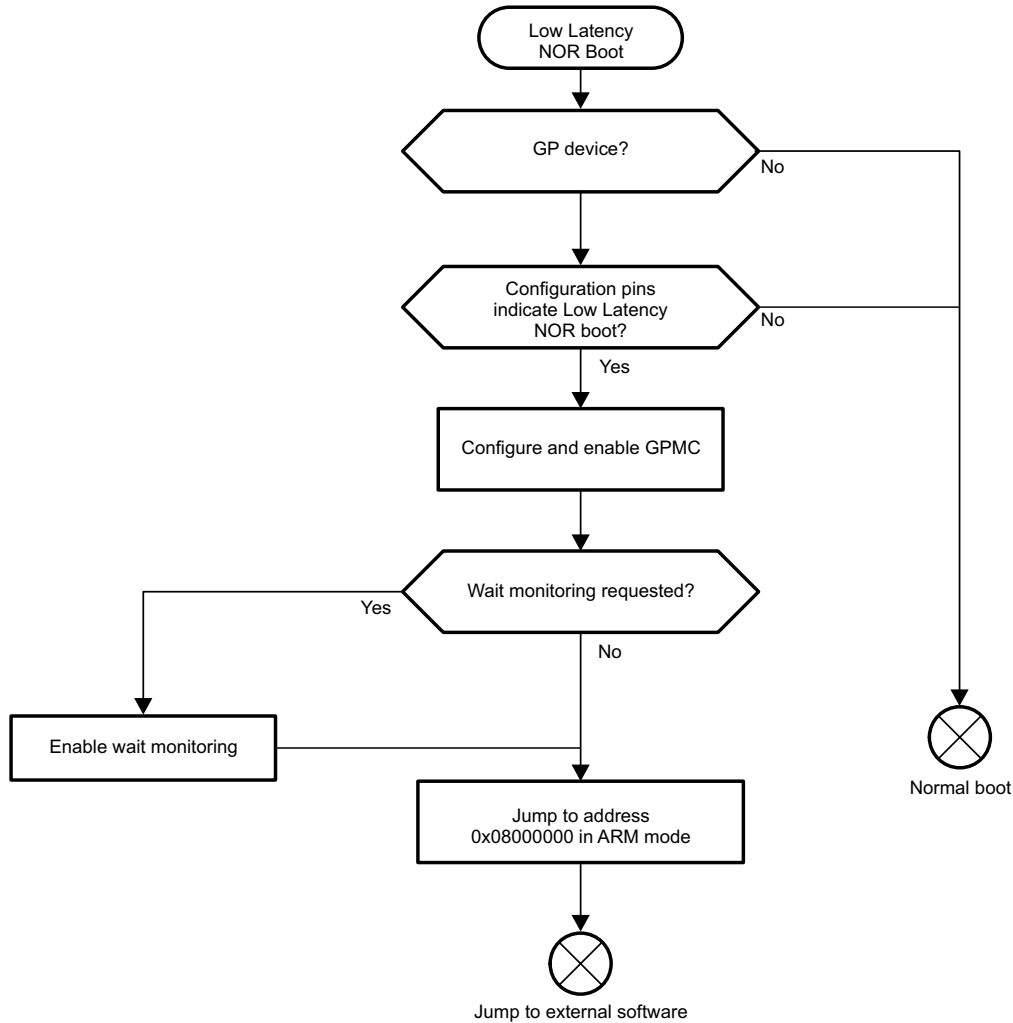 Low Latency
NOR Boot
GP device?
No
Configuration pins
indicate Low Latency
NOR boot?
No
Yes
Configure and enable GPMC
Wait monitoring requested?
Yes
No
Enable wait monitoring
Normal boot
Jump to address
0x08000000 in ARM mode
Jump to external software